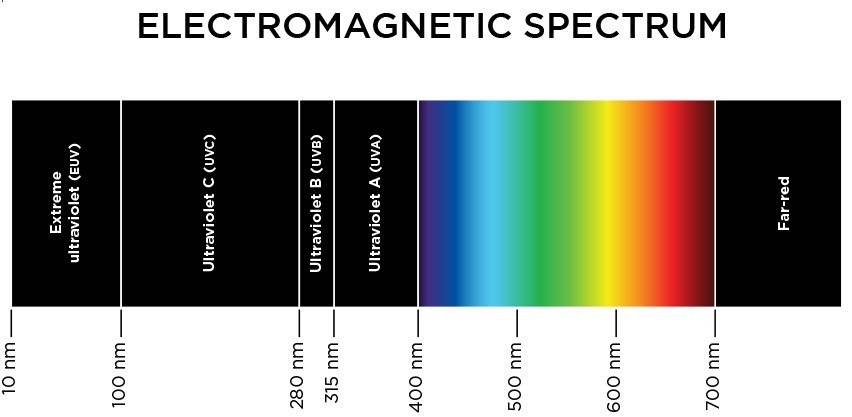 ELECTROMAGNETIC SPECTRUM
Extreme
ultraviolet (EUV)
Ultraviolet C (UVC)
Ultraviolet B (UVB)
Ultraviolet A (UVA)
Far-red
10 nm
100 nm
280 nm
315 nm
400 nm
500 nm
600 nm
700 nm